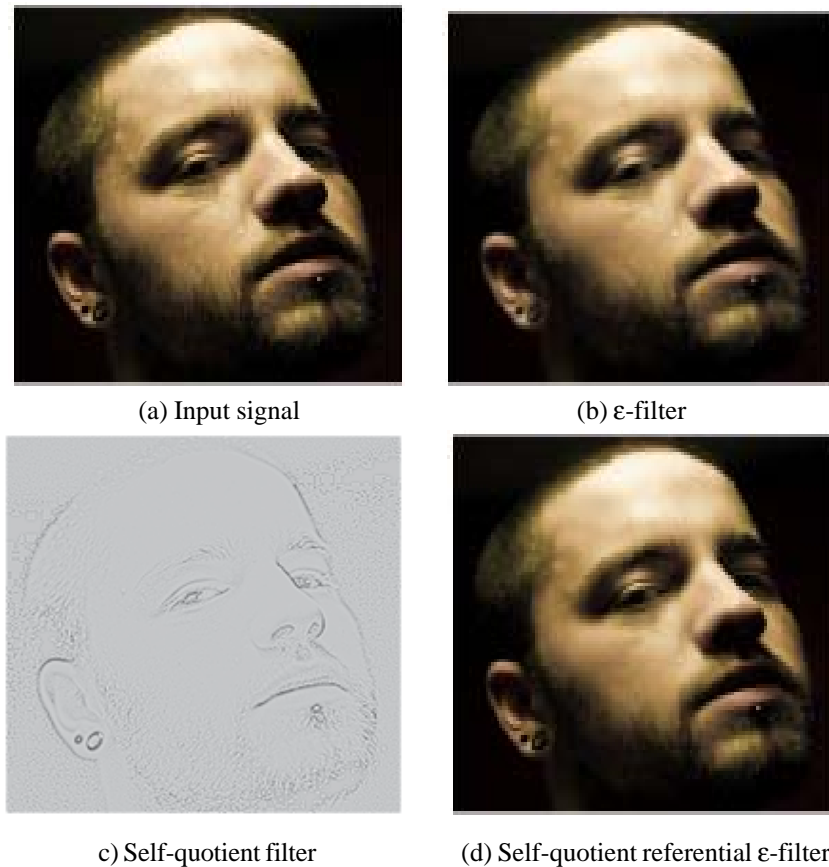 (a) Input signal
(b) ε-filter
c) Self-quotient filter
(d) Self-quotient referential ε-filter